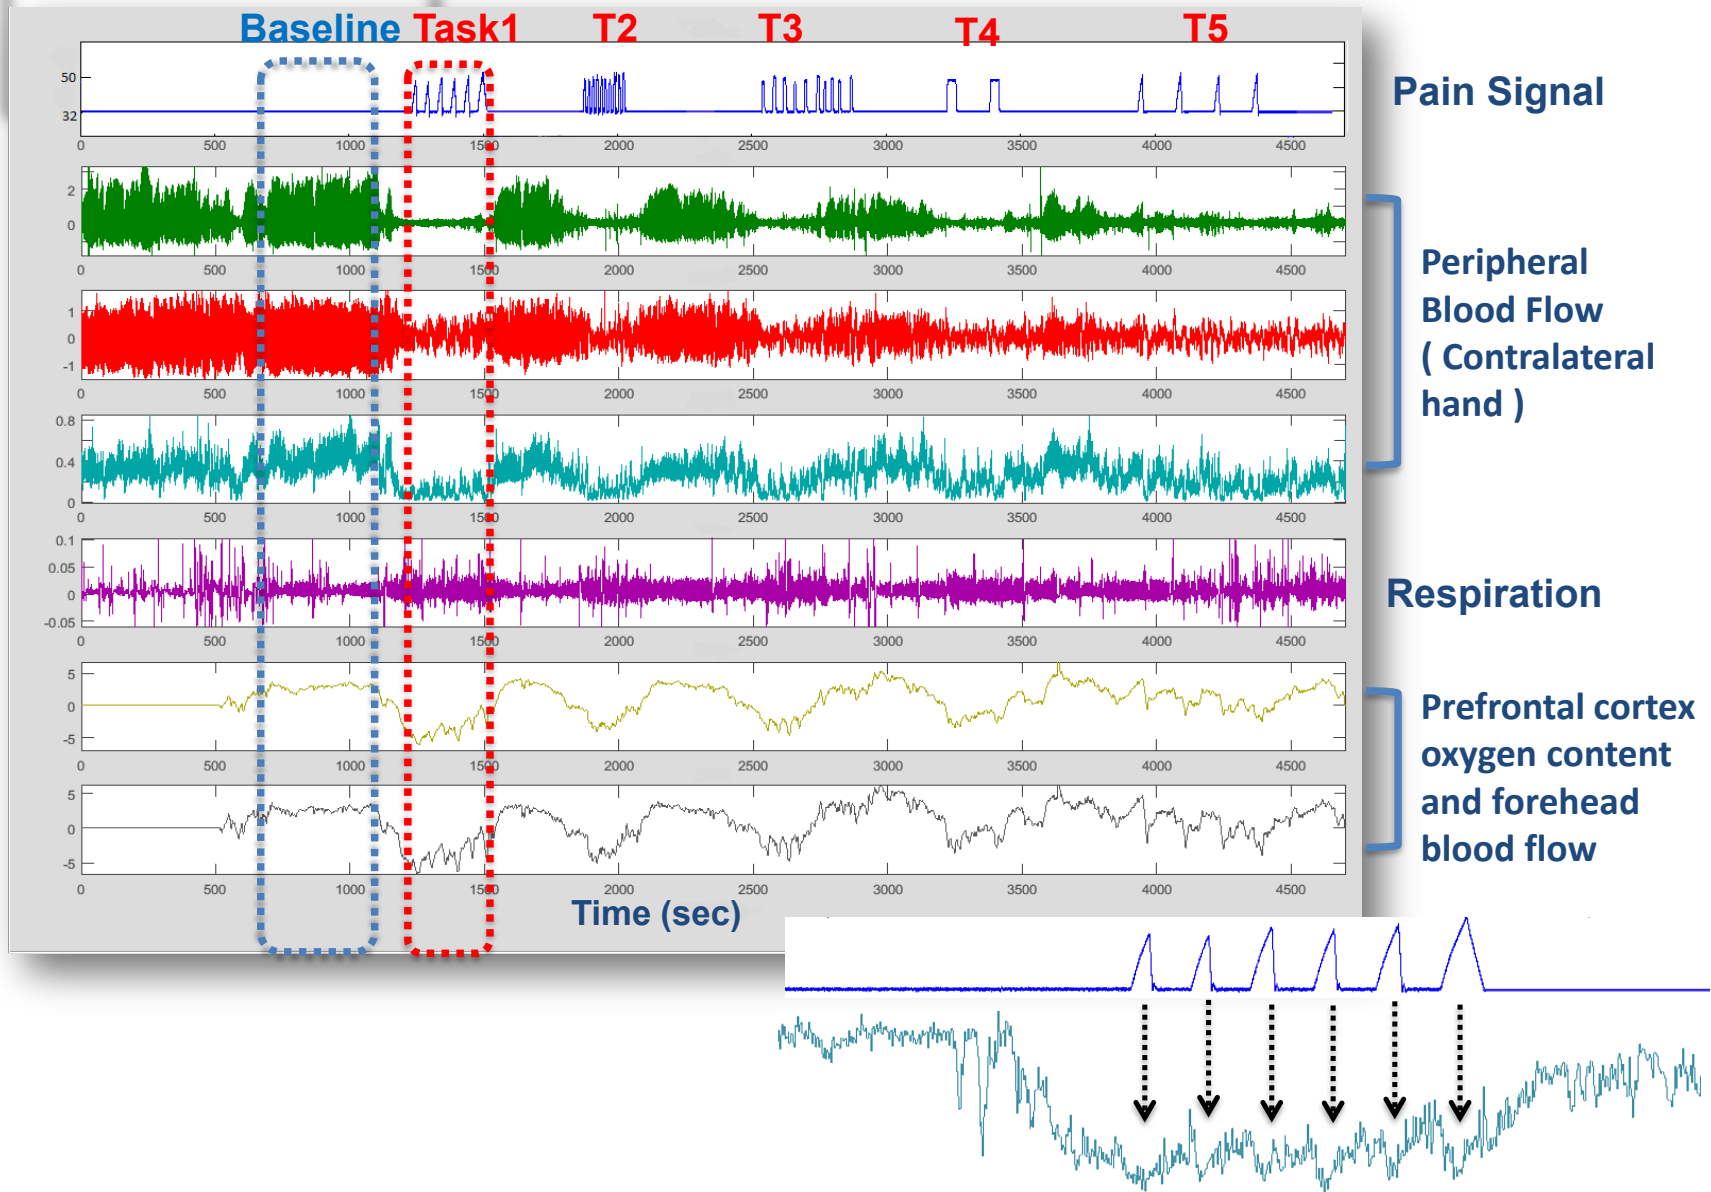 Baseline Task1 T2 T3 T4 T5
50
32
0 500 1000 1500 2000 2500 3000 3500 4000 4500
Pain Signal
2
0
0 500 1000 1500 2000 2500 3000 3500 4000 4500
1
0
-1
0 500 1000 1500 2000 2500 3000 3500 4000 4500
0.8
0.4
0
0 500 1000 1500 2000 2500 3000 3500 4000 4500
Peripheral
Blood Flow
( Contralateral
hand )
0.1
0.05
0
-0.05
0 500 1000 1500 2000 2500 3000 3500 4000 4500
Respiration
5
0
-5
0 500 1000 1500 2000 2500 3000 3500 4000 4500
5
0
-5
0 500 1000 1500 2000 2500 3000 3500 4000 4500
Prefrontal cortex
oxygen content
and forehead
blood flow
Time (sec)